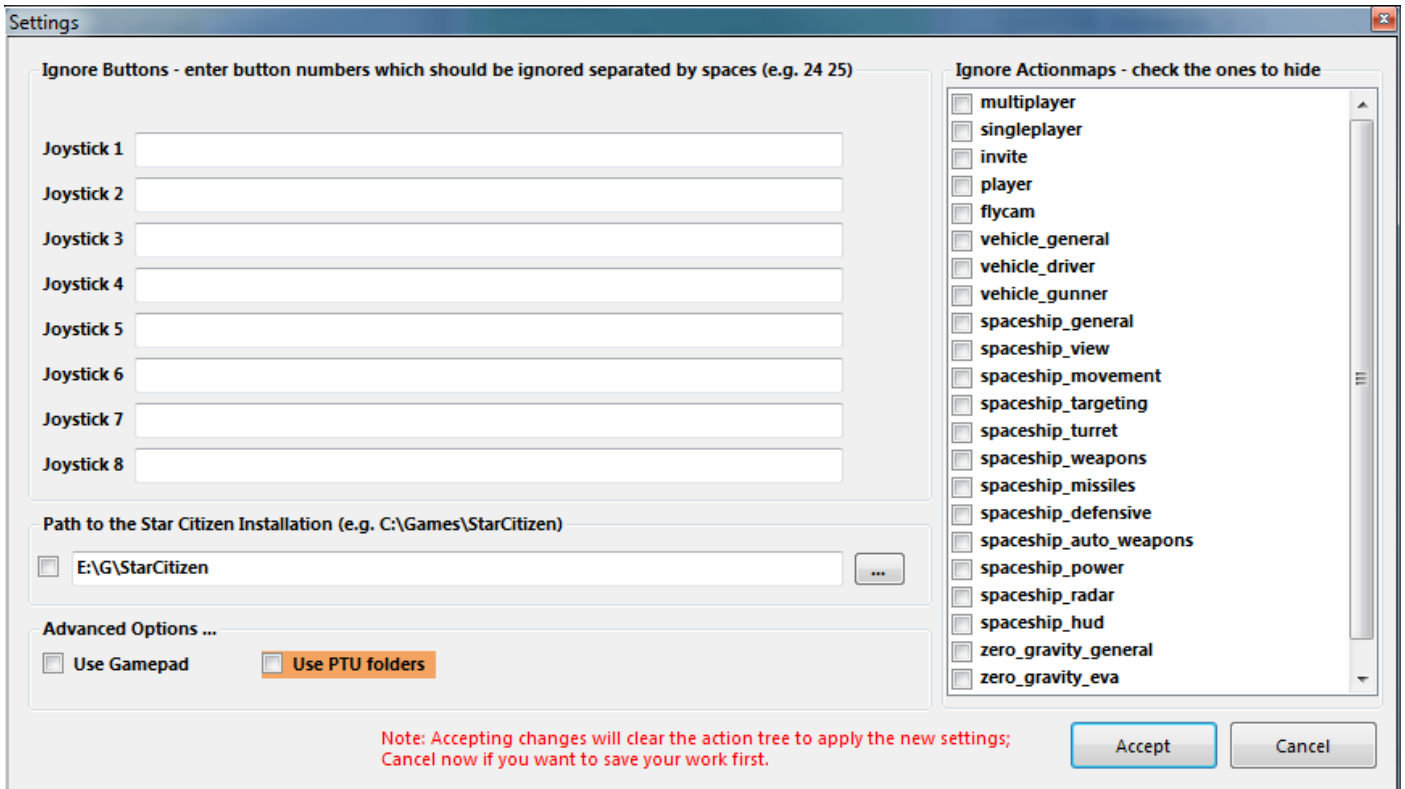 Settings
Ignore Buttons - enter button numbers which should be ignored separated by spaces (e.g. 24 25)
Joystick 1
Joystick 2
Joystick 3
Joystick 4
Joystick 5
Joystick 6
Joystick 7
Joystick 8
Path to the Star Citizen Installation (e.g. C:\Games\StarCitizen)
E:\G\StarCitizen
...
Advanced Options ...
Use Gamepad
Use PTU folders
Ignore Actionmaps - check the ones to hide
multiplayer
singleplayer
invite
player
flycam
vehicle_general
vehicle_driver
vehicle_gunner
spaceship_general
spaceship_view
spaceship_movement
spaceship_targeting
spaceship_turret
spaceship_weapons
spaceship_missiles
spaceship_defensive
spaceship_auto_weapons
spaceship_power
spaceship_radar
spaceship_hud
zero_gravity_general
zero_gravity_eva
Note: Accepting changes will clear the action tree to apply the new settings;
Cancel now if you want to save your work first.
Accept
Cancel